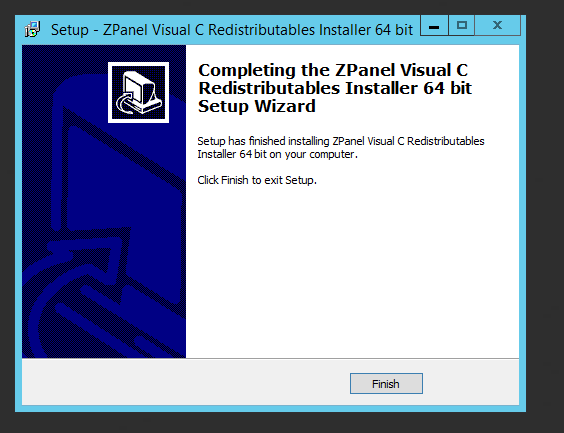 Setup - ZPanel Visual C Redistributables Installer 64 bit
Completing the ZPanel Visual C
Redistributables Installer 64 bit
Setup Wizard
Setup has finished installing ZPanel Visual C Redistributables
Installer 64 bit on your computer.
Click Finish to exit Setup.
Finish